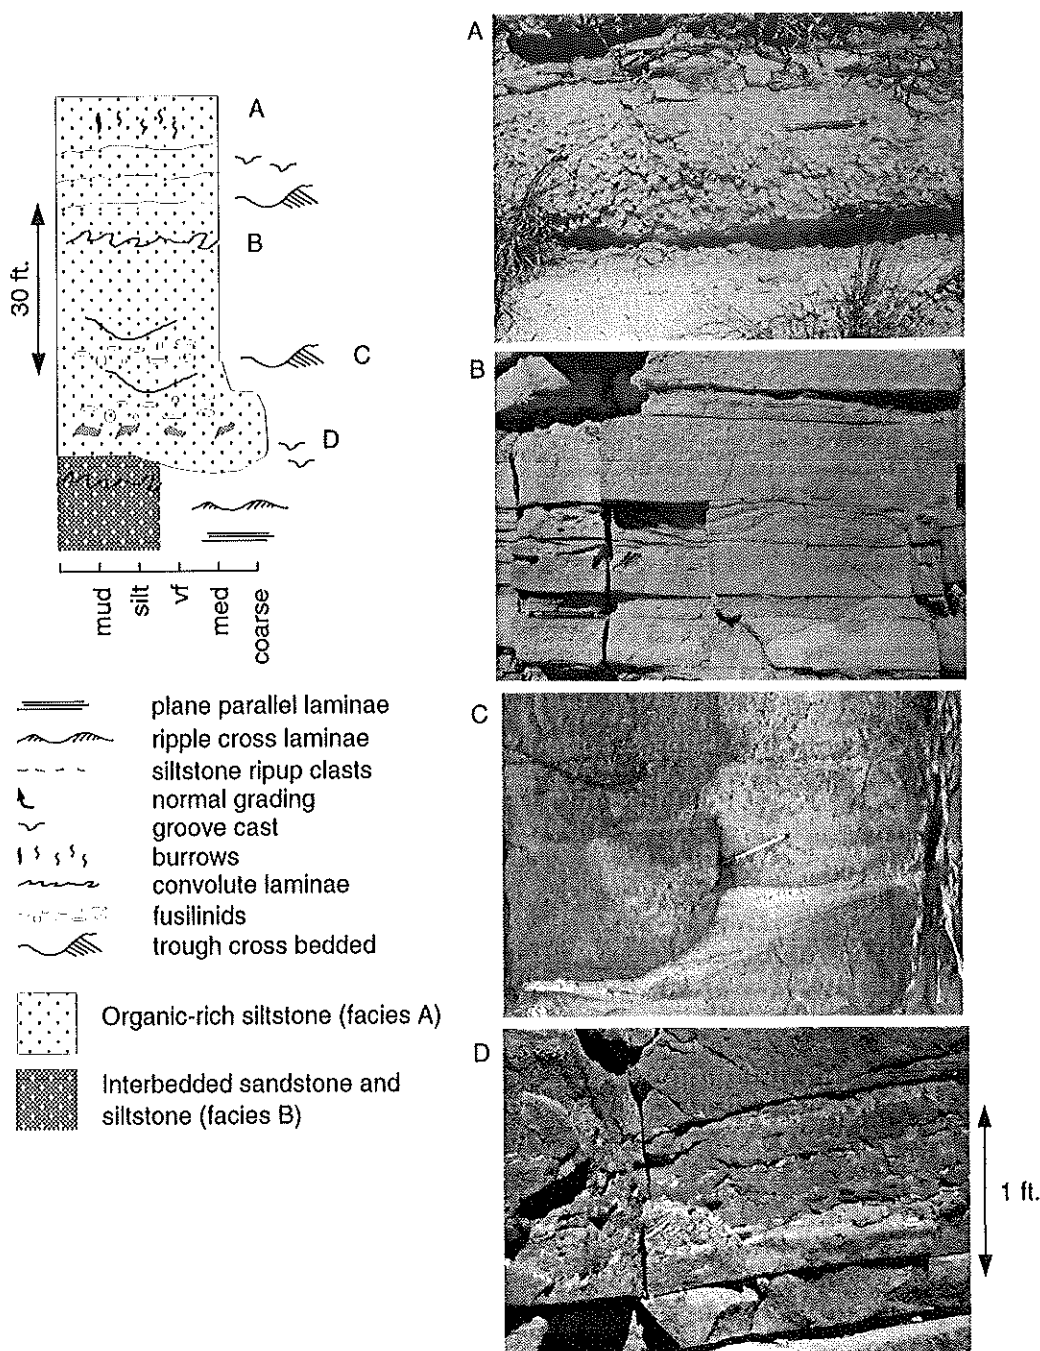 A
A
B
30 ft.
B
C
D
mud
silt
vf
med
coarse
plane parallel laminae
ripple cross laminae
siltstone ripup clasts
normal grading
groove cast
burrows
convolute laminae
fusilinids
trough cross bedded
Organic-rich siltstone (facies A)
Interbedded sandstone and
siltstone (facies B)
C
D
1 ft.